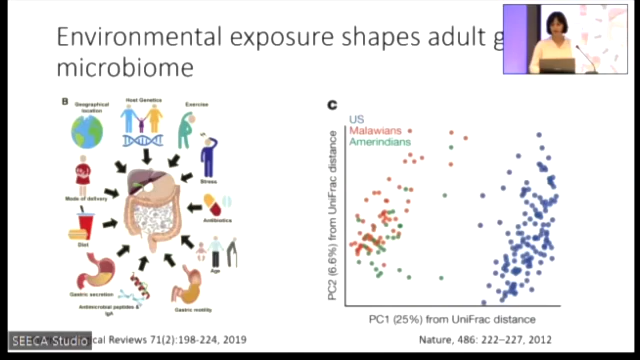 Environmental exposure shapes adult g
microbiome
B
Geographical
location
Host Genetics
Exercise
Stress
Mode of delivery
Antibiotics
Diet
Age
Gastric secretion
Antimicrobial peptides &
IgA
Gastric motility
C
US
Malawians
Amerindians
PC2 (6.6%) from UniFrac distance
PC1 (25%) from UniFrac distance
SEECA Studio
ical Reviews 71(2):198-224, 2019
Nature, 486: 222–227, 2012